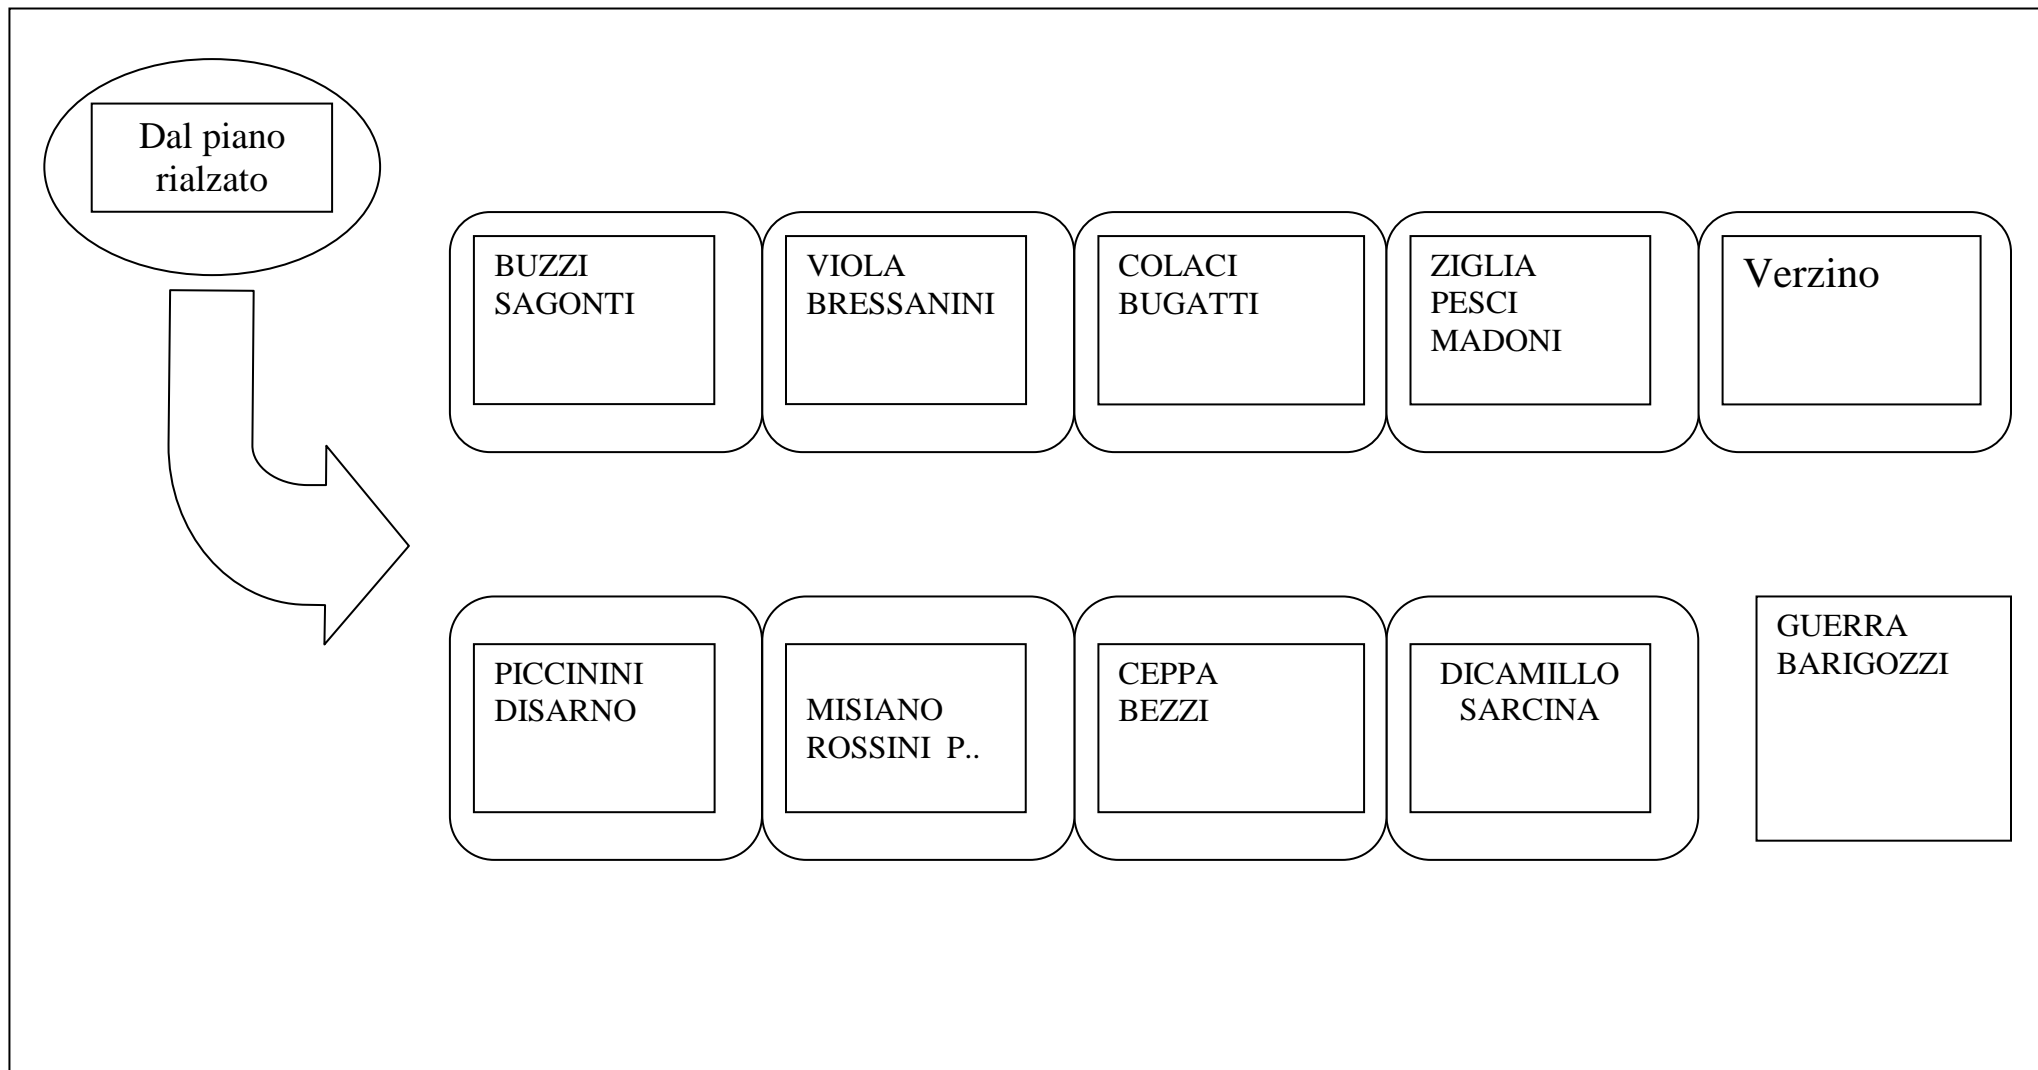 Dal piano
rialzato
BUZZI
SAGONTI
VIOLA
BRESSANINI
COLACI
BUGATTI
ZIGLIA
PESCI
MADONI
Verzino
PICCININI
DISARNO
MISIANO
ROSSINI  P..
CEPPA
BEZZI
DICAMILLO
SARCINA
GUERRA
BARIGOZZI